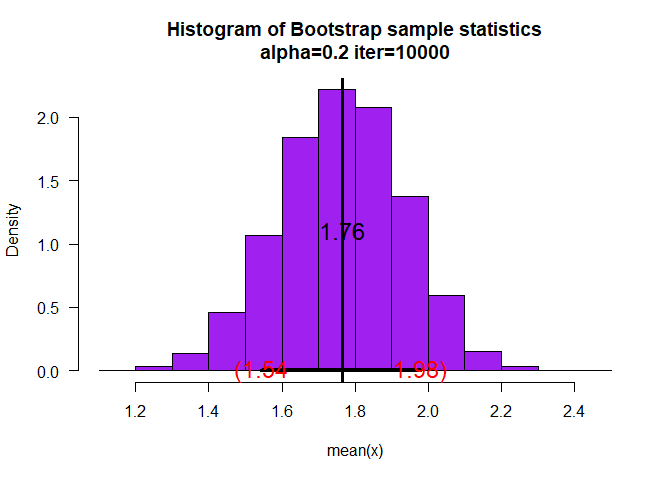 Histogram of Bootstrap sample statistics
alpha=0.2 iter=10000
Density
2.0
1.5
1.0
0.5
0.0
1.76
(1.54 1.98)
1.2 1.4 1.6 1.8 2.0 2.2 2.4
mean(x)